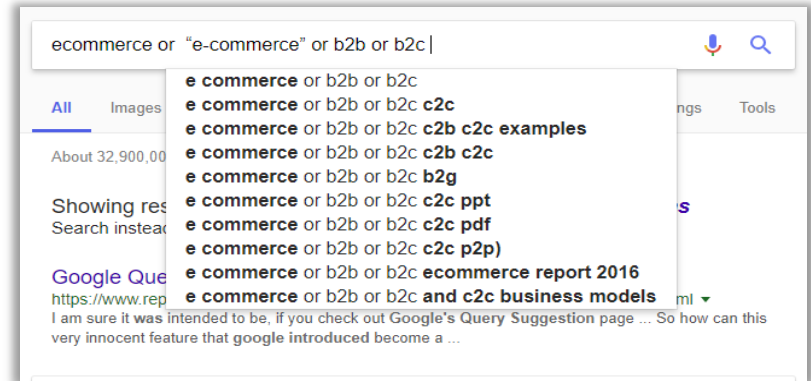 ecommerce or “e-commerce” or b2b or b2c
e commerce or b2b or b2c
e commerce or b2b or b2c c2c
e commerce or b2b or b2c c2b c2c examples
e commerce or b2b or b2c c2b c2c
e commerce or b2b or b2c b2g
e commerce or b2b or b2c c2c ppt
e commerce or b2b or b2c c2c pdf
e commerce or b2b or b2c c2c p2p)
e commerce or b2b or b2c ecommerce report 2016
e commerce or b2b or b2c and c2c business models
All Images ngs Tools
About 32,900,00
Showing res s
Search instead
Google Que
https://www.rep ml
I am sure it was intended to be, if you check out Google's Query Suggestion page ... So how can this
very innocent feature that google introduced become a ...